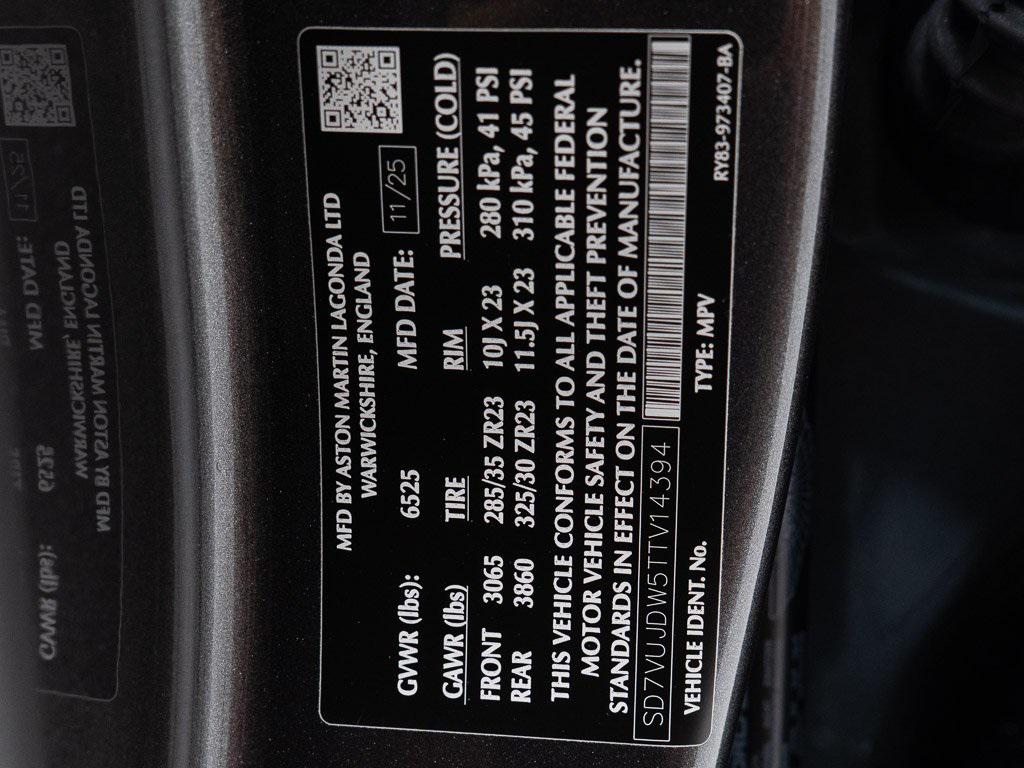 MFD BY ASTON MARTIN LAGONDA LTD
WARWICKSHIRE, ENGLAND
GVWR (lbs): 6525 MFD DATE: 11/25
GAWR (lbs) TIRE RIM PRESSURE (COLD)
FRONT 3065 285/35 ZR23 10J X 23 280 kPa, 41 PSI
REAR 3860 325/30 ZR23 11.5J X 23 310 kPa, 45 PSI
THIS VEHICLE CONFORMS TO ALL APPLICABLE FEDERAL
MOTOR VEHICLE SAFETY AND THEFT PREVENTION
STANDARDS IN EFFECT ON THE DATE OF MANUFACTURE.
SD7VUJDW5TTV14394
VEHICLE IDENT. No. TYPE: MPV
RY83-973407-BA